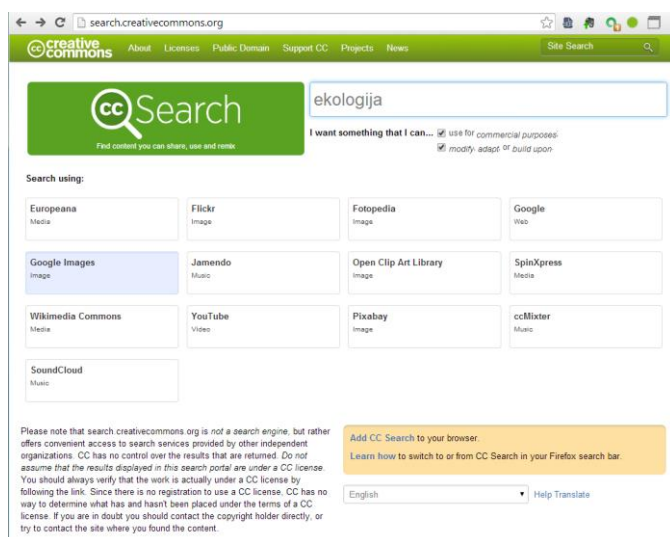 search.creativecommons.org
cc creative commons
About Licenses Public Domain Support CC Projects News
Site Search
cc Search
Find content you can share, use and remix
ekologija
I want something that I can... use for commercial purposes;
modify, adapt, or build upon.
Search using:
Europeana Flickr Fotopedia Google
Media Image Image Web
Google Images Jamendo Open Clip Art Library SpinXpress
Image Music Image Media
Wikimedia Commons YouTube Pixabay ccMixter
Media Video Image Music
SoundCloud
Music
Please note that search.creativecommons.org is not a search engine, but rather
offers convenient access to search services provided by other independent
organizations. CC has no control over the results that are returned. Do not
assume that the results displayed in this search portal are under a CC license.
You should always verify that the work is actually under a CC license by
following the link. Since there is no registration to use a CC license, CC has no
way to determine what has and hasn't been placed under the terms of a CC
license. If you are in doubt you should contact the copyright holder directly, or
try to contact the site where you found the content.
Add CC Search to your browser.
Learn how to switch to or from CC Search in your Firefox search bar.
English Help Translate